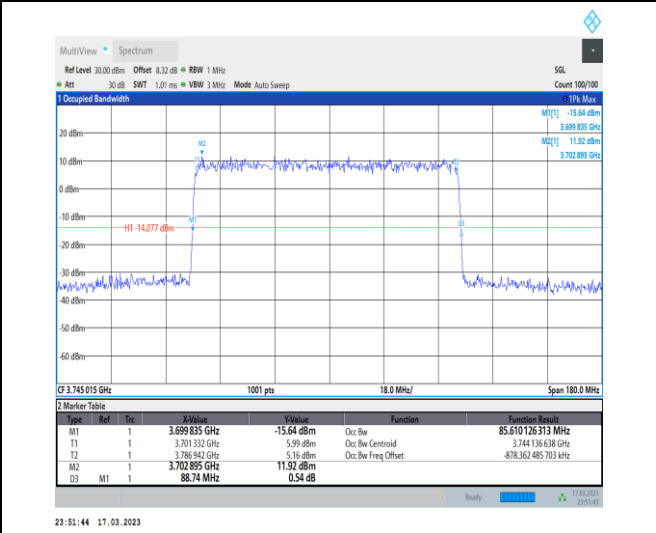 MultiView Spectrum
Ref Level 30.00 dBm Offset 8.32 dB RBW 1 MHz SGL
Att 30 dB SWT 1.01 ms VBW 3 MHz Mode Auto Sweep Count 100/100
1 Occupied Bandwidth 1Pk Max
M1[1] -15.64 dBm
3.699 835 GHz
M2[1] 11.92 dBm
3.702 895 GHz
20 dBm
M2
10 dBm
0 dBm
-10 dBm
M1
H1 -14.077 dBm
D3
-20 dBm
-30 dBm
-40 dBm
-50 dBm
-60 dBm
CF 3.745 015 GHz 1001 pts 18.0 MHz/ Span 180.0 MHz
2 Marker Table
Type Ref Trc X-Value Y-Value Function Function Result
M1 1 3.699 835 GHz -15.64 dBm Occ Bw 85.610 126 313 MHz
T1 1 3.701 332 GHz 5.99 dBm Occ Bw Centroid 3.744 136 638 GHz
T2 1 3.786 942 GHz 5.16 dBm Occ Bw Freq Offset -878.362 485 703 kHz
M2 1 3.702 895 GHz 11.92 dBm
D3 M1 1 88.74 MHz 0.54 dB
Ready 17.03.2023
23:51:43
23:51:44 17.03.2023